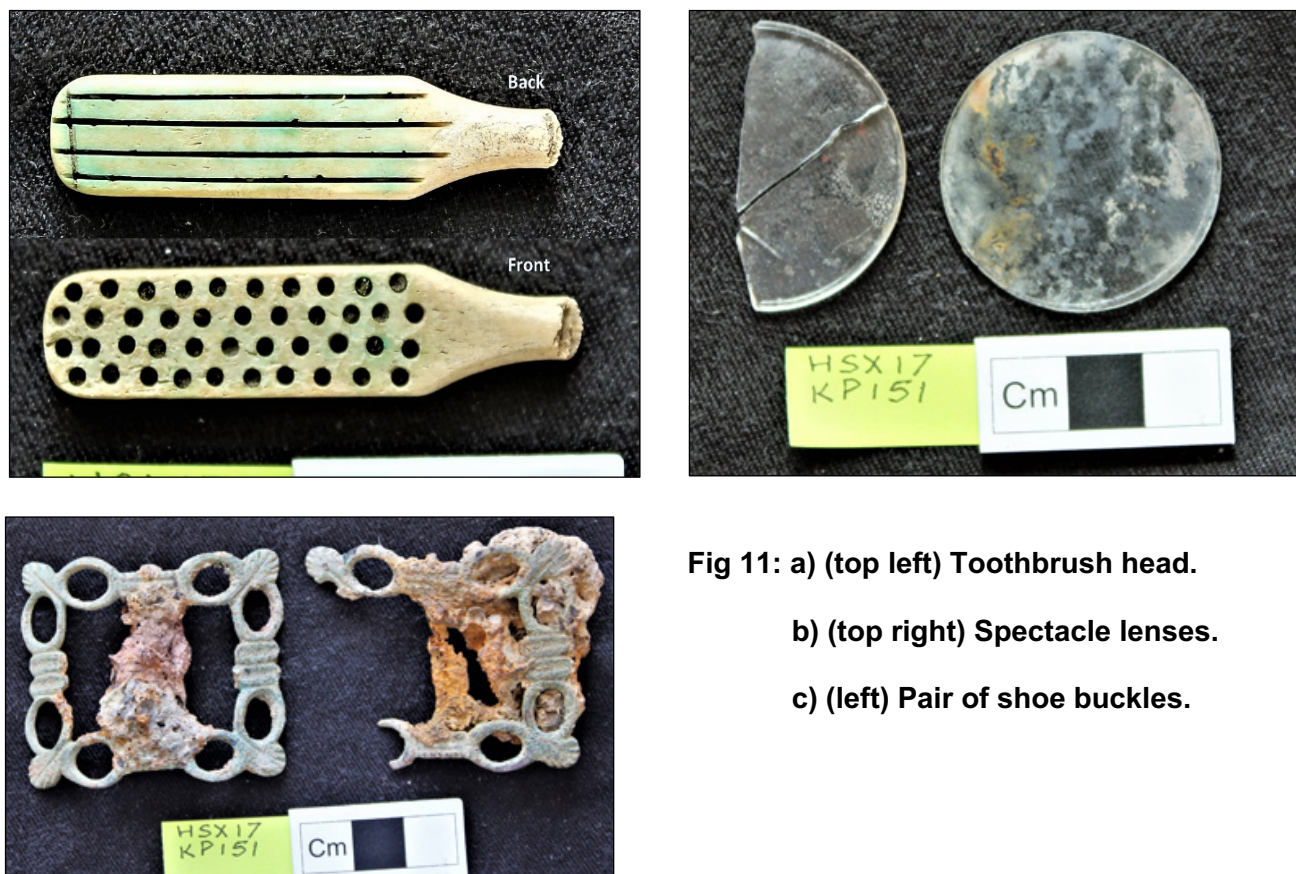 Back
Front
HSX17
KP151
Cm
HSX17
KP151
Cm
Fig 11: a) (top left) Toothbrush head.
b) (top right) Spectacle lenses.
c) (left) Pair of shoe buckles.